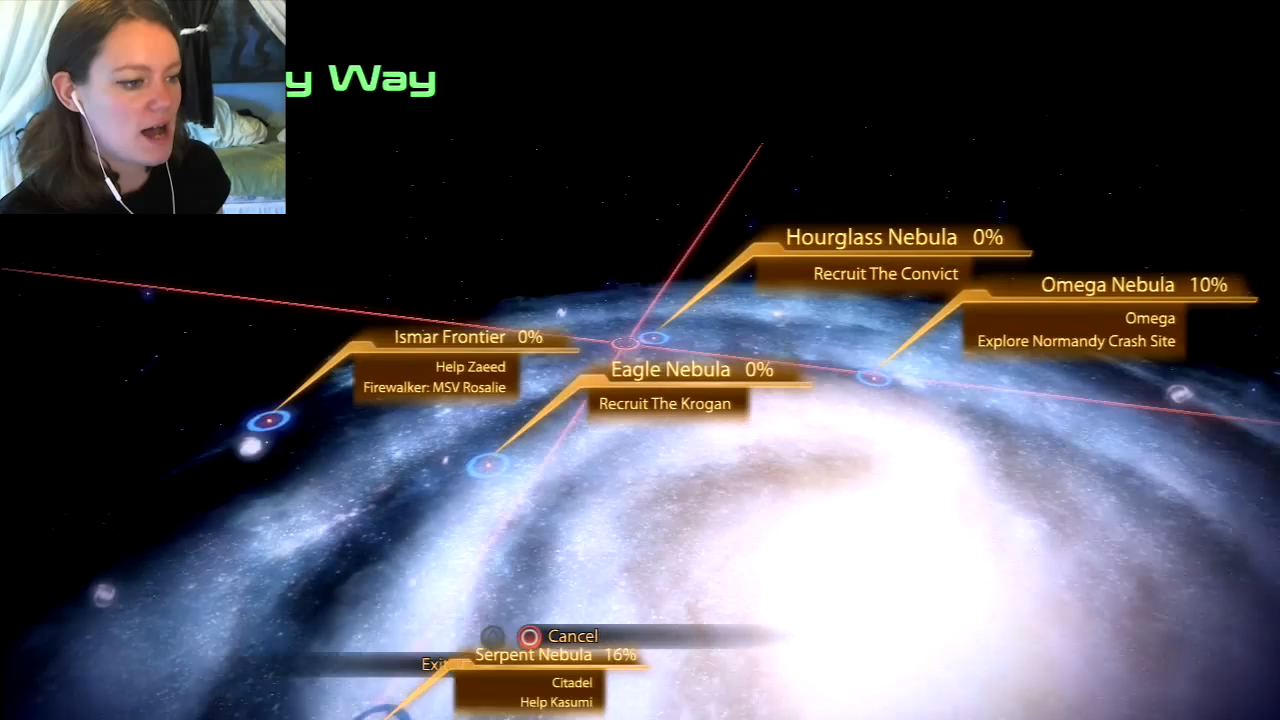 y Way
Hourglass Nebula 0%
Recruit The Convict
Omega Nebula 10%
Omega
Explore Normandy Crash Site
Ismar Frontier 0%
Help Zaeed
Firewalker: MSV Rosalie
Eagle Nebula 0%
Recruit The Krogan
Cancel
Exi
Serpent Nebula 16%
Citadel
Help Kasumi